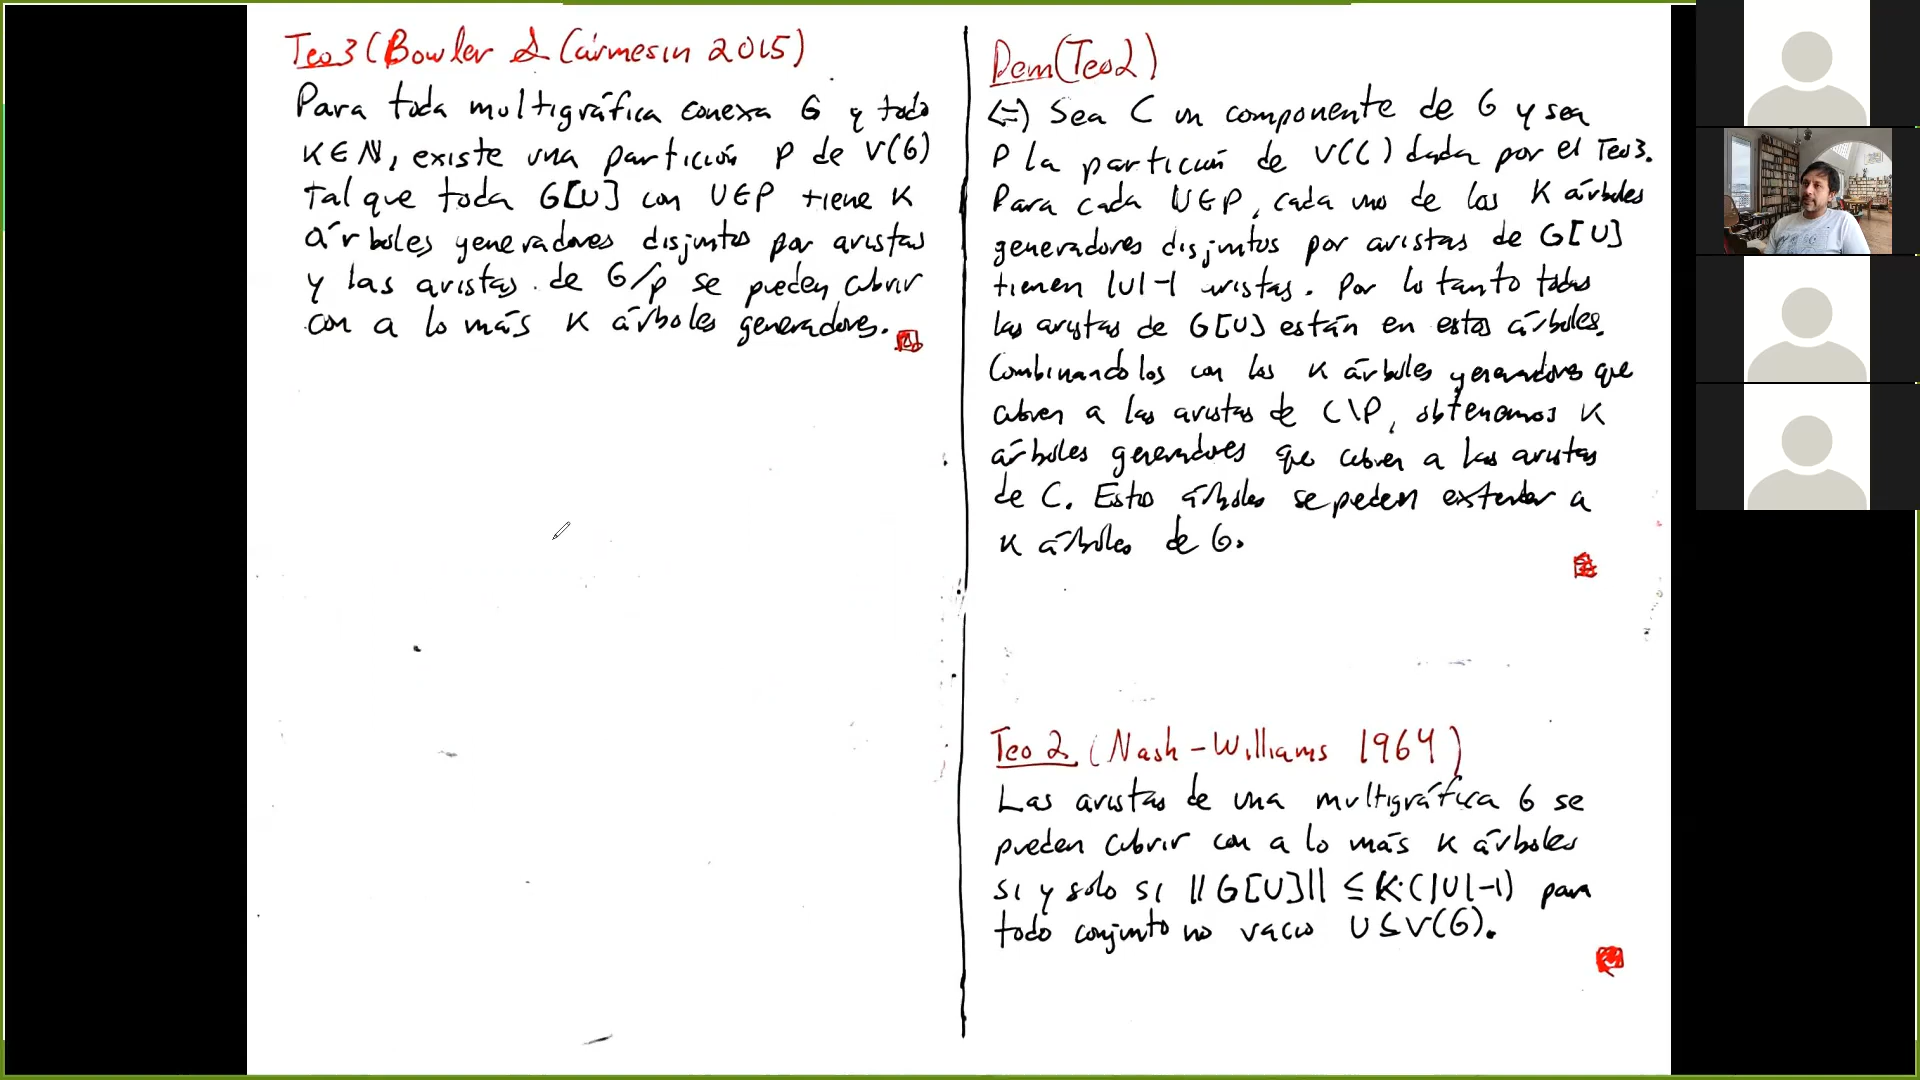 Teo3 (Bowler & Carmesin 2015)
Para toda multigráfica conexa G y todo
K∈N, existe una partición P de V(G)
tal que toda G[U] con U∈P tiene K
árboles generadores disjuntos por aristas
y las aristas de G/P se pueden cubrir
con a lo más K árboles generadores.
Dem(Teo2)
(⇐) Sea C un componente de G y sea
P la partición de V(C) dada por el Teo3.
Para cada U∈P, cada uno de los K árboles
generadores disjuntos por aristas de G[U]
tienen |U|-1 aristas. Por lo tanto todas
las aristas de G[U] están en estos árboles.
Combinandolos con los K árboles generadores que
cubren a las aristas de C\P, obtenemos K
árboles generadores que cubren a las aristas
de C. Estos árboles se peden extender a
K árboles de G.
Teo 2 (Nash-Williams 1964)
Las aristas de una multigráfica G se
pueden cubrir con a lo más K árboles
si y solo si ||G[U]|| ≤ K·(|U|-1) para
todo conjunto no vacio U⊆V(G).